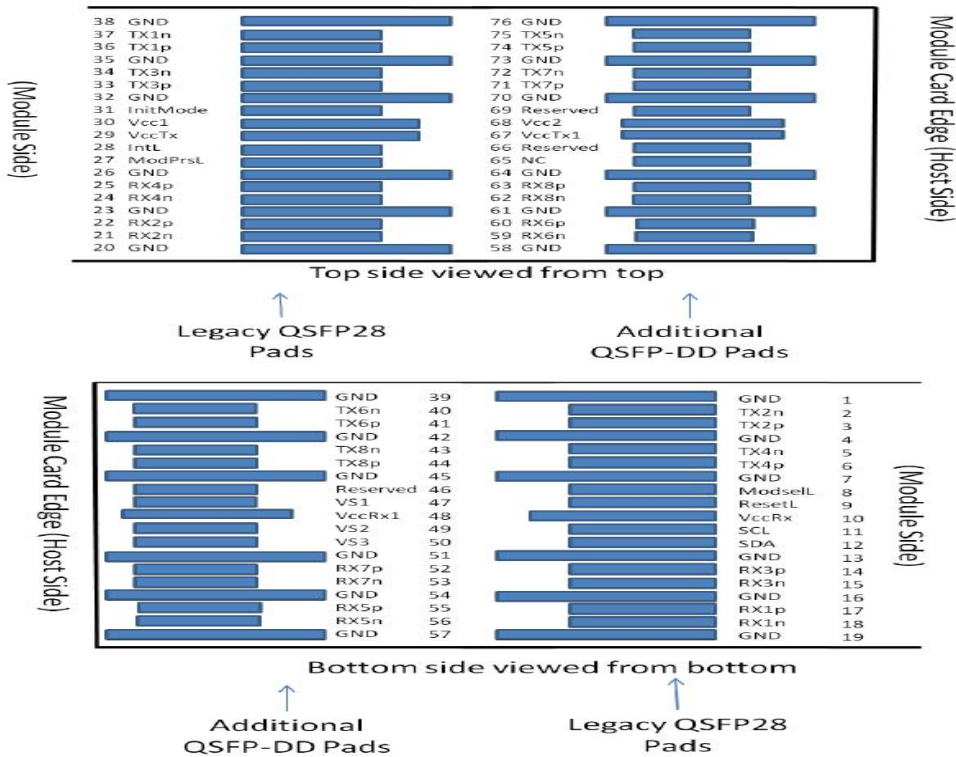 38 GND
37 TX1n
36 TX1p
35 GND
34 TX3n
33 TX3p
32 GND
31 InitMode
30 Vcc1
29 VccTx
28 IntL
27 ModPrsL
26 GND
25 RX4p
24 RX4n
23 GND
22 RX2p
21 RX2n
20 GND
76 GND
75 TX5n
74 TX5p
73 GND
72 TX7n
71 TX7p
70 GND
69 Reserved
68 Vcc2
67 VccTx1
66 Reserved
65 NC
64 GND
63 RX8p
62 RX8n
61 GND
60 RX6p
59 RX6n
58 GND
(Module Side)
Module Card Edge (Host Side)
Top side viewed from top
Legacy QSFP28
Pads
Additional
QSFP-DD Pads
GND 39
TX6n 40
TX6p 41
GND 42
TX8n 43
TX8p 44
GND 45
Reserved 46
VS1 47
VccRx1 48
VS2 49
VS3 50
GND 51
RX7p 52
RX7n 53
GND 54
RX5p 55
RX5n 56
GND 57
GND 1
TX2n 2
TX2p 3
GND 4
TX4n 5
TX4p 6
GND 7
ModselL 8
ResetL 9
VccRx 10
SCL 11
SDA 12
GND 13
RX3p 14
RX3n 15
GND 16
RX1p 17
RX1n 18
GND 19
Module Card Edge (Host Side)
(Module Side)
Bottom side viewed from bottom
Additional
QSFP-DD Pads
Legacy QSFP28
Pads